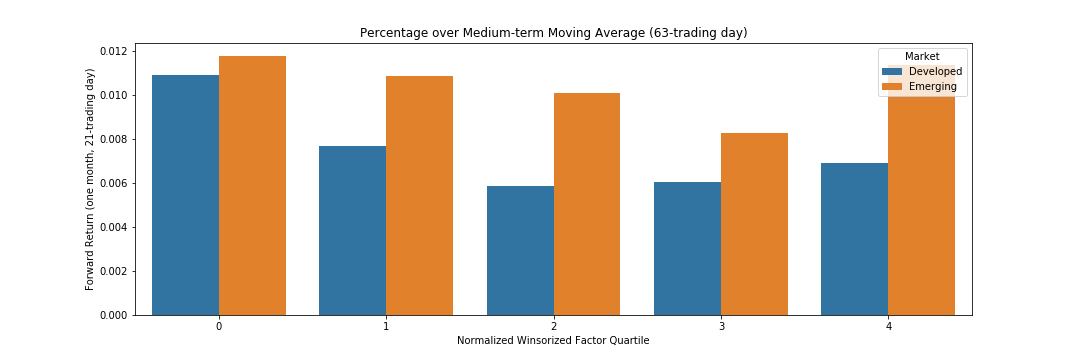 Percentage over Medium-term Moving Average (63-trading day)
Forward Return (one month, 21-trading day)
0.012
0.010
0.008
0.006
0.004
0.002
0.000
Market
Developed
Emerging
0 1 2 3 4
Normalized Winsorized Factor Quartile